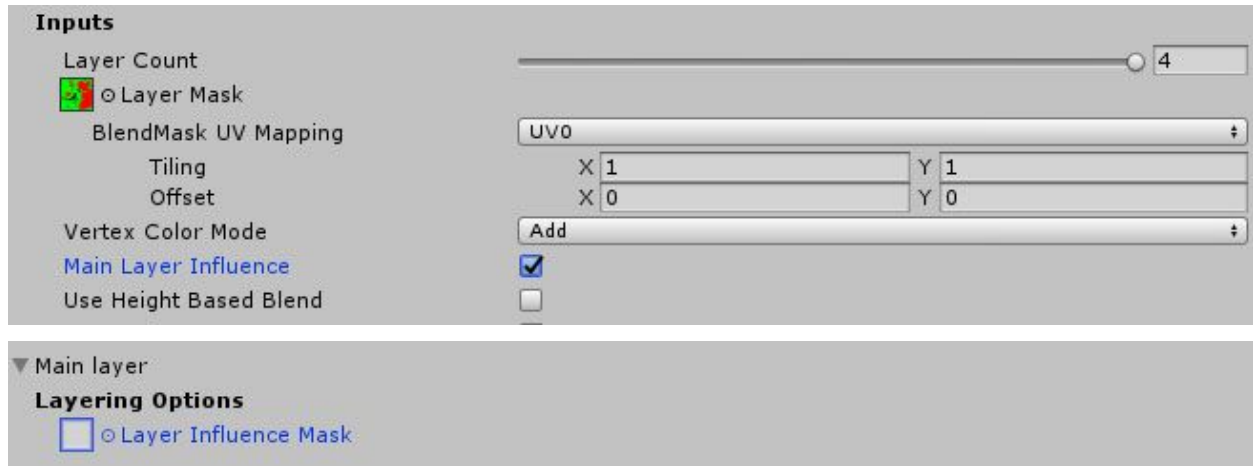 Inputs
Layer Count 4
Layer Mask
BlendMask UV Mapping UV0
Tiling X 1 Y 1
Offset X 0 Y 0
Vertex Color Mode Add
Main Layer Influence
Use Height Based Blend
Main layer
Layering Options
Layer Influence Mask